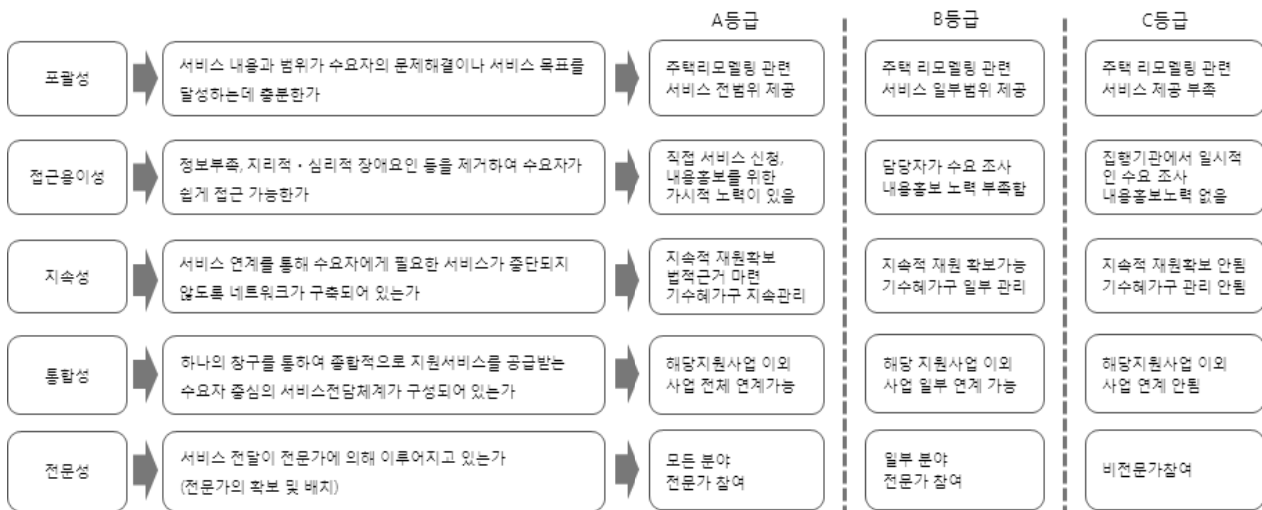 A등급
B등급
C등급
포괄성
서비스 내용과 범위가 수요자의 문제해결이나 서비스 목표를
달성하는데 충분한가
주택리모델링 관련
서비스 전범위 제공
주택 리모델링 관련
서비스 일부범위 제공
주택 리모델링 관련
서비스 제공 부족
접근용이성
정보부족, 지리적・심리적 장애요인 등을 제거하여 수요자가
쉽게 접근 가능한가
직접 서비스 신청,
내용홍보를 위한
가시적 노력이 있음
담당자가 수요 조사
내용홍보 노력 부족함
집행기관에서 일시적
인 수요 조사
내용홍보노력 없음
지속성
서비스 연계를 통해 수요자에게 필요한 서비스가 중단되지
않도록 네트워크가 구축되어 있는가
지속적 재원확보
법적근거 마련
기수혜가구 지속관리
지속적 재원 확보가능
기수혜가구 일부 관리
지속적 재원확보 안됨
기수혜가구 관리 안됨
통합성
하나의 창구를 통하여 종합적으로 지원서비스를 공급받는
수요자 중심의 서비스전담체계가 구성되어 있는가
해당지원사업 이외
사업 전체 연계가능
해당 지원사업 이외
사업 일부 연계 가능
해당지원사업 이외
사업 연계 안됨
전문성
서비스 전달이 전문가에 의해 이루어지고 있는가
(전문가의 확보 및 배치)
모든 분야
전문가 참여
일부 분야
전문가 참여
비전문가참여